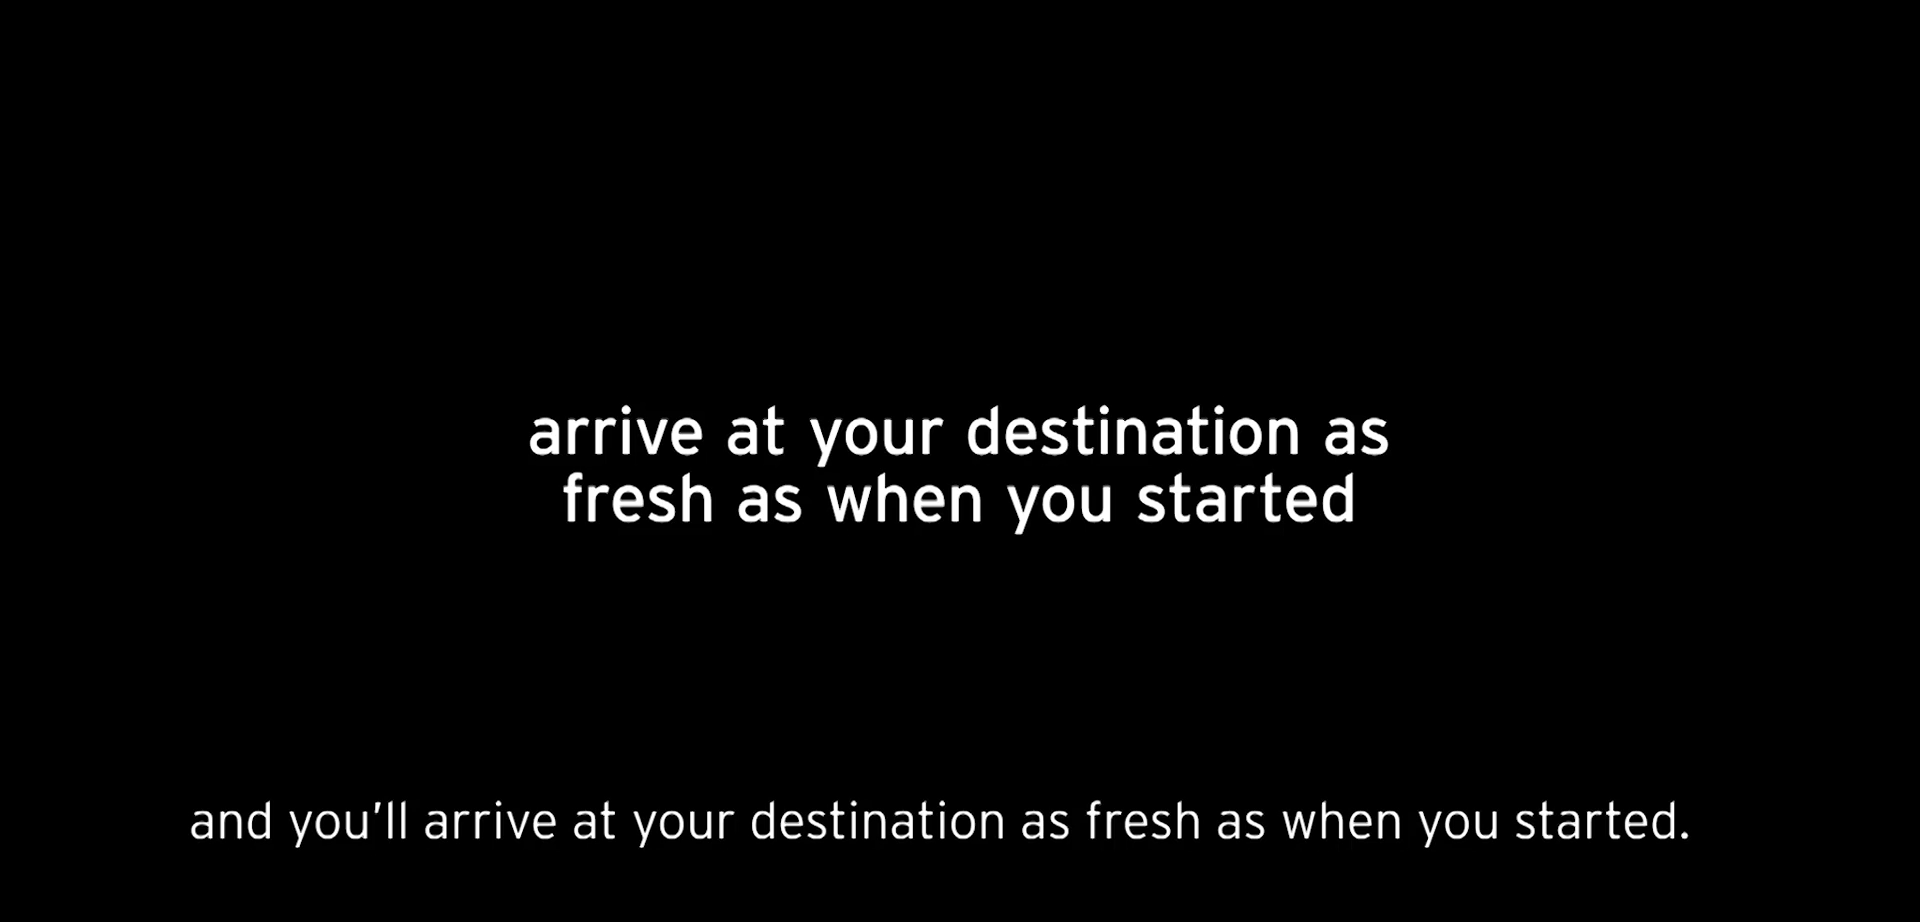 arrive at your destination as
fresh as when you started
and you’ll arrive at your destination as fresh as when you started.